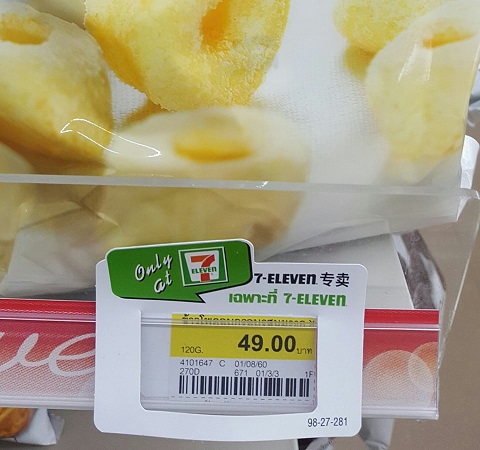 Only
at
7
ELEVEN
7-ELEVEN. 专卖
เฉพาะที่ 7-ELEVEN.
120G. 49.00 บาท
4101647 C 01/08/60
270D 671 01/3/3 1F
98-27-281